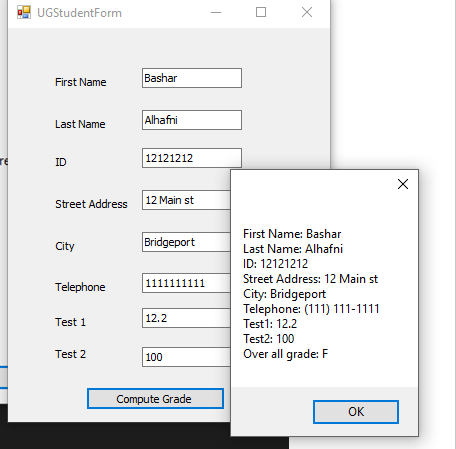 UGStudentForm
First Name Bashar
Last Name Alhafni
ID 12121212
Street Address 12 Main st
City Bridgeport
Telephone 1111111111
Test 1 12.2
Test 2 100
Compute Grade
First Name: Bashar
Last Name: Alhafni
ID: 12121212
Street Address: 12 Main st
City: Bridgeport
Telephone: (111) 111-1111
Test1: 12.2
Test2: 100
Over all grade: F
OK